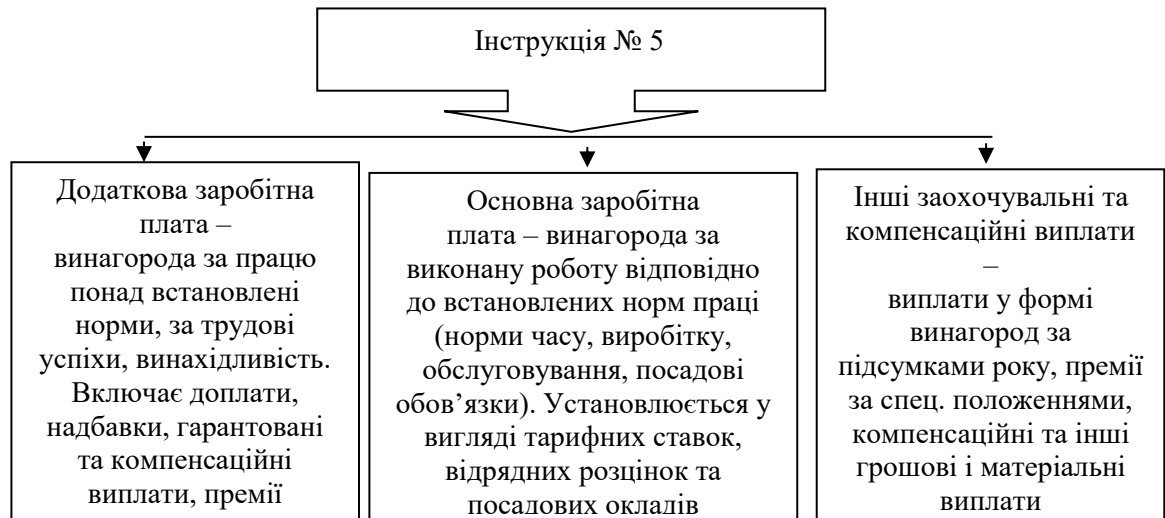 Інструкція № 5
Додаткова заробітна
плата –
винагорода за працю
понад встановлені
норми, за трудові
успіхи, винахідливість.
Включає доплати,
надбавки, гарантовані
та компенсаційні
виплати, премії
Основна заробітна
плата – винагорода за
виконану роботу відповідно
до встановлених норм праці
(норми часу, виробітку,
обслуговування, посадові
обов’язки). Установлюється у
вигляді тарифних ставок,
відрядних розцінок та
посадових окладів
Інші заохочувальні та
компенсаційні виплати
–
виплати у формі
винагород за
підсумками року, премії
за спец. положеннями,
компенсаційні та інші
грошові і матеріальні
виплати